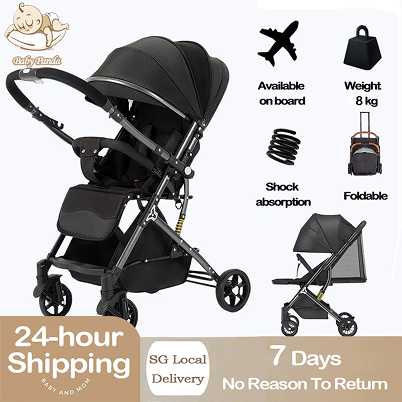 Baby Panda
Available
on board
Weight
8 kg
Shock
absorption
Foldable
24-hour
Shipping
BABY AND MOM
SG Local
Delivery
7 Days
No Reason To Return